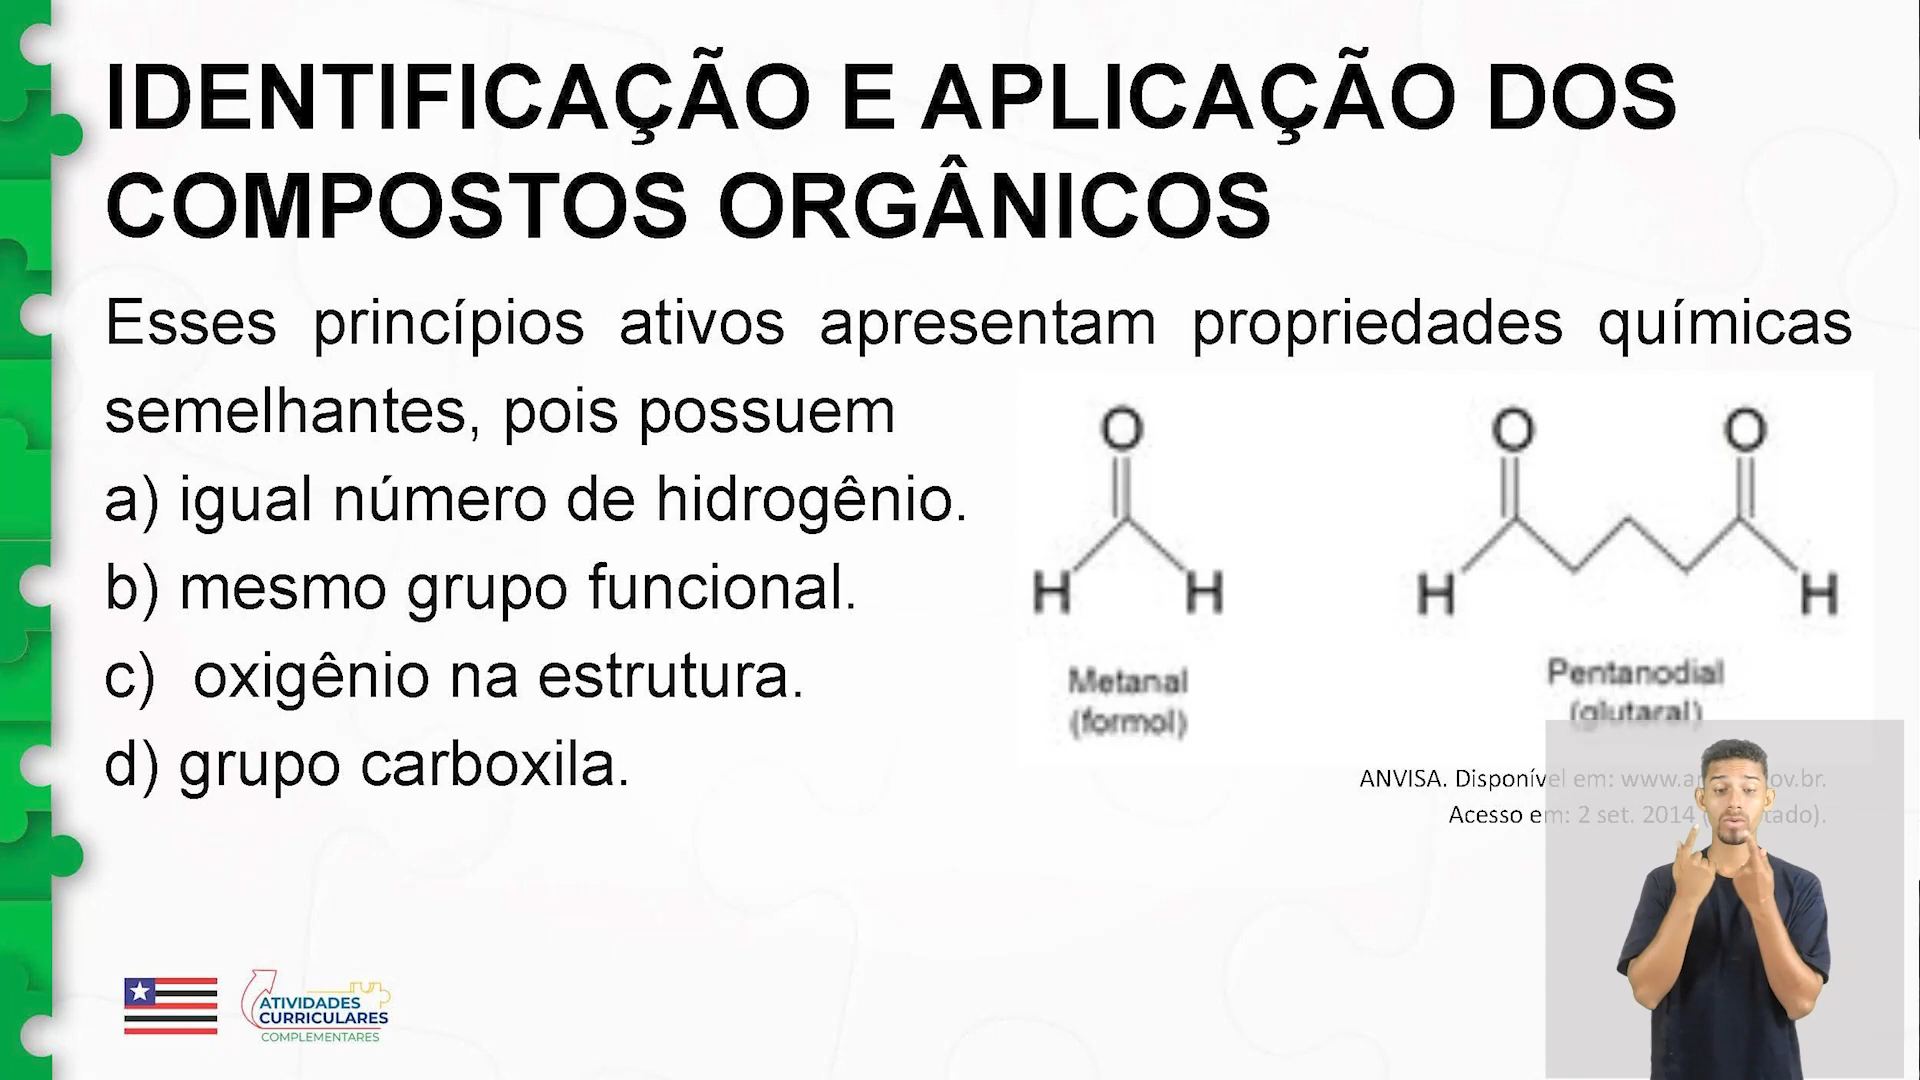 IDENTIFICAÇÃO E APLICAÇÃO DOS
COMPOSTOS ORGÂNICOS
Esses princípios ativos apresentam propriedades químicas
semelhantes, pois possuem
a) igual número de hidrogênio.
b) mesmo grupo funcional.
c) oxigênio na estrutura.
d) grupo carboxila.
O
H H
Metanal
(formol)
O O
H H
Pentanodial
(glutaral)
ANVISA. Disponível em: ov.br.
Acesso em: 2 set. 2014
ATIVIDADES
CURRICULARES
COMPLEMENTARES